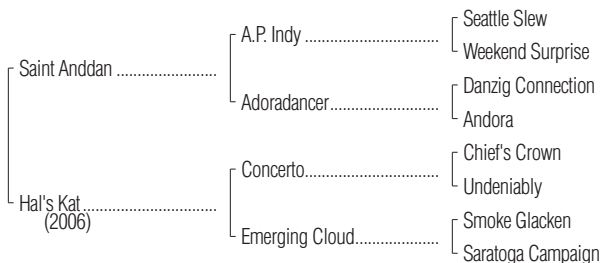 Seattle Slew
A.P. Indy ................................
Weekend Surprise
Saint Anddan ........................
Danzig Connection
Adoradancer..........................
Andora
Chief's Crown
Concerto................................
Undeniably
Hal's Kat ................................
(2006)
Smoke Glacken
Emerging Cloud....................
Saratoga Campaign